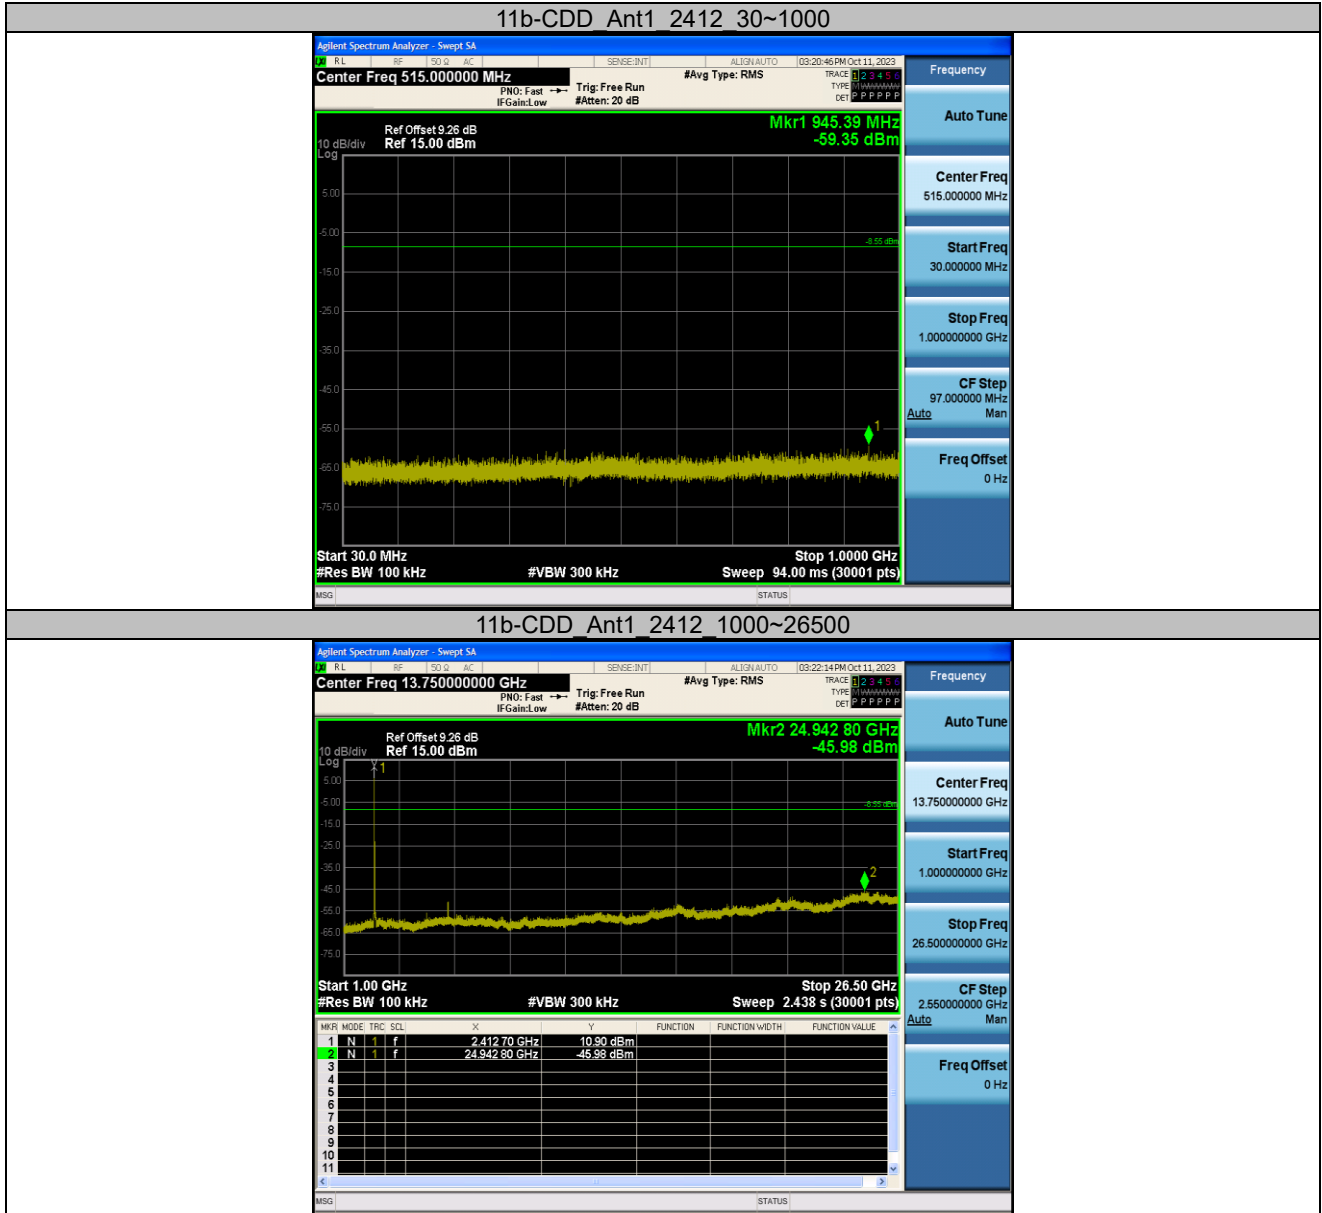 11b-CDD_Ant1_2412_30~1000
Agilent Spectrum Analyzer - Swept SA
RL RF 50 Ω AC SENSE:INT ALIGN AUTO 03:20:46 PM Oct 11, 2023
Center Freq 515.000000 MHz
#Avg Type: RMS
TRACE 1 2 3 4 5 6
PNO: Fast Trig: Free Run
TYPE M WWWWW
IFGain:Low #Atten: 20 dB
DET P P P P P P
Mkr1 945.39 MHz
-59.35 dBm
Ref Offset 9.26 dB
10 dB/div Ref 15.00 dBm
Log
5.00
-5.00
-8.55 dBm
-15.0
-25.0
-35.0
-45.0
-55.0
1
-65.0
-75.0
Start 30.0 MHz Stop 1.0000 GHz
#Res BW 100 kHz #VBW 300 kHz Sweep 94.00 ms (30001 pts)
MSG STATUS
Frequency
Auto Tune
Center Freq
515.000000 MHz
Start Freq
30.000000 MHz
Stop Freq
1.000000000 GHz
CF Step
97.000000 MHz
Auto Man
Freq Offset
0 Hz
11b-CDD_Ant1_2412_1000~26500
Agilent Spectrum Analyzer - Swept SA
RL RF 50 Ω AC SENSE:INT ALIGN AUTO 03:22:14 PM Oct 11, 2023
Center Freq 13.750000000 GHz
#Avg Type: RMS
TRACE 1 2 3 4 5 6
PNO: Fast Trig: Free Run
TYPE M WWWWW
IFGain:Low #Atten: 20 dB
DET P P P P P P
Mkr2 24.942 80 GHz
-45.98 dBm
Ref Offset 9.26 dB
10 dB/div Ref 15.00 dBm
Log
1
5.00
-5.00
-8.55 dBm
-15.0
-25.0
-35.0
2
-45.0
-55.0
-65.0
-75.0
Start 1.00 GHz Stop 26.50 GHz
#Res BW 100 kHz #VBW 300 kHz Sweep 2.438 s (30001 pts)
MKR MODE TRC SCL X Y FUNCTION FUNCTION WIDTH FUNCTION VALUE
1 N 1 f 2.412 70 GHz 10.90 dBm
2 N 1 f 24.942 80 GHz -45.98 dBm
3
4
5
6
7
8
9
10
11
MSG STATUS
Frequency
Auto Tune
Center Freq
13.750000000 GHz
Start Freq
1.000000000 GHz
Stop Freq
26.500000000 GHz
CF Step
2.550000000 GHz
Auto Man
Freq Offset
0 Hz